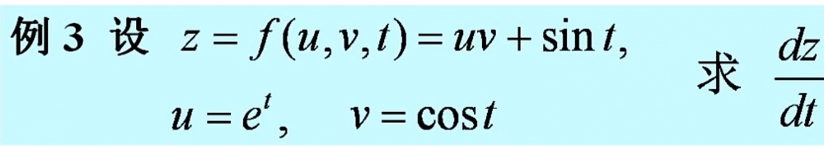 例 3 设 z = f(u,v,t) = uv + sin t, 求 dz/dt
u = e^t, v = cos t